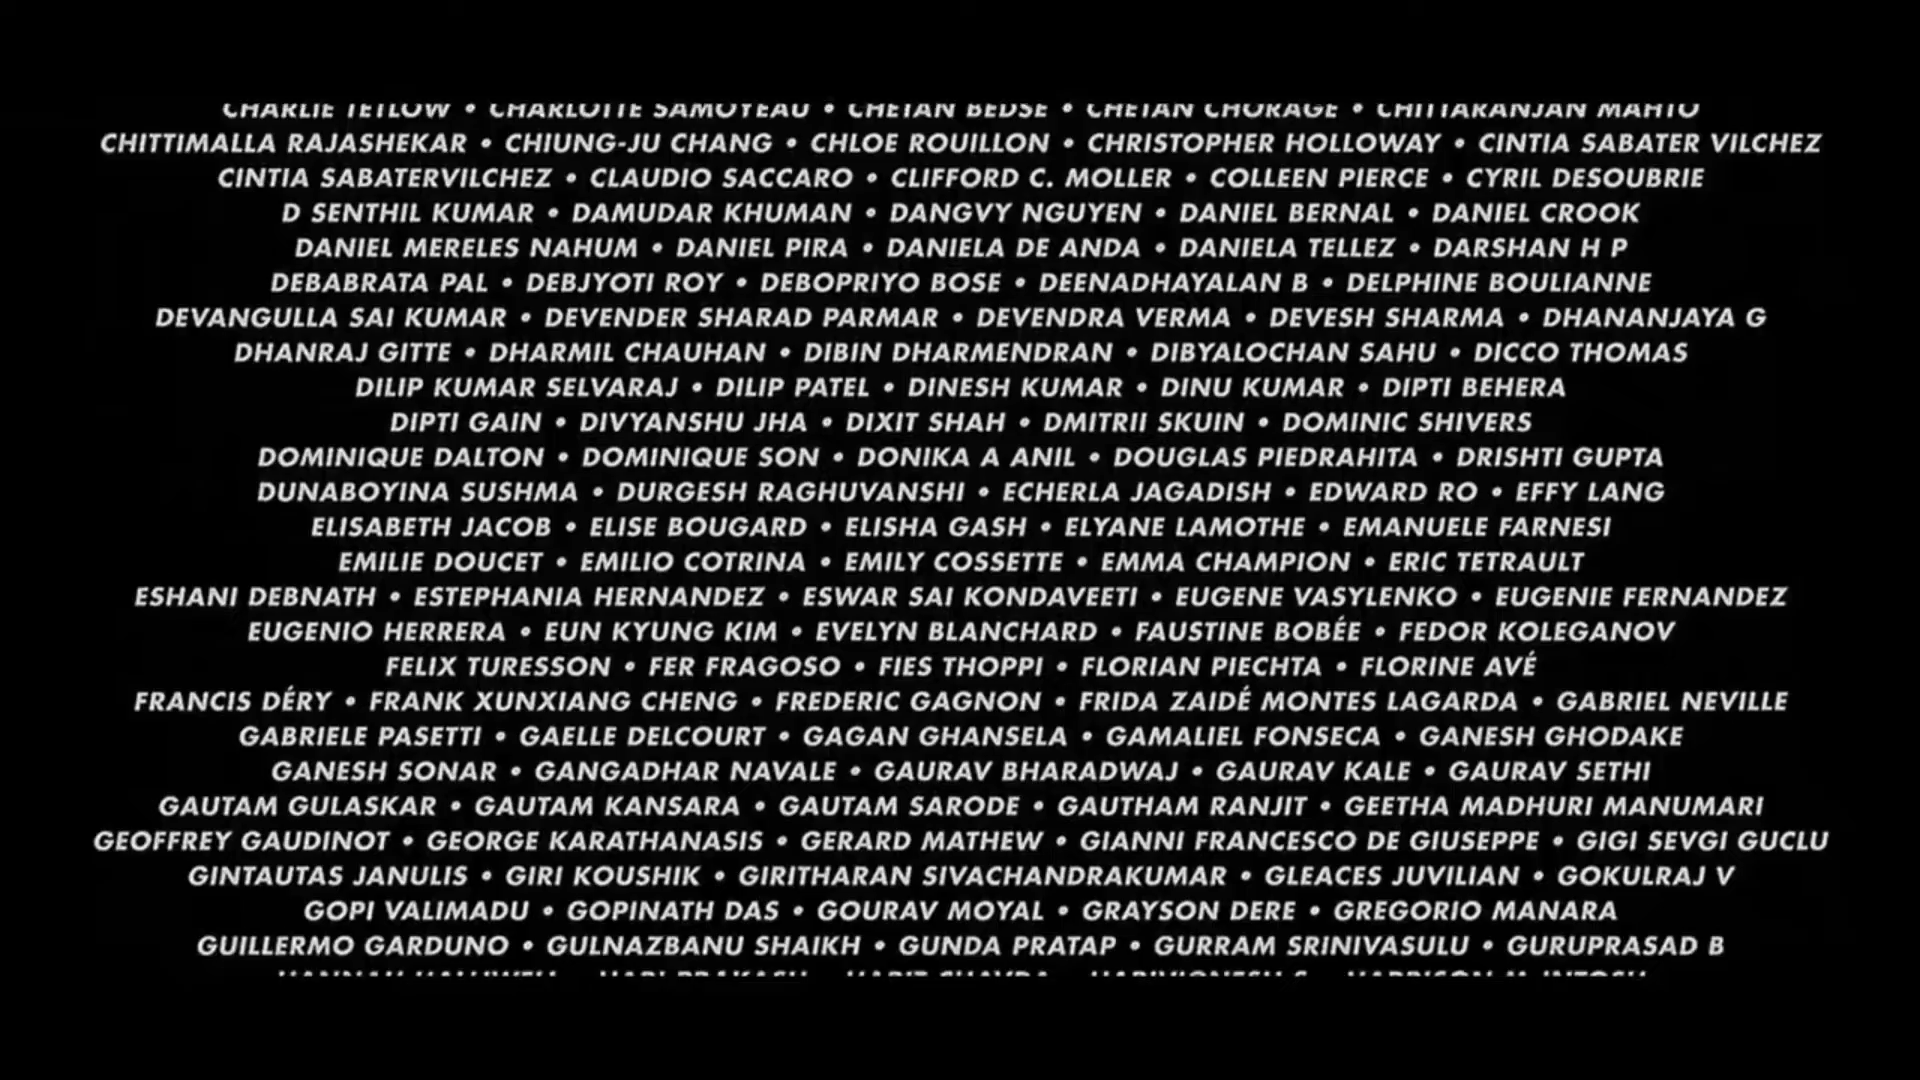 CHARLIE TETLOW • CHARLOTTE SAMOYEAU • CHETAN BEDSE • CHETAN CHORAGE • CHITTARANJAN MAHTO
CHITTIMALLA RAJASHEKAR • CHIUNG-JU CHANG • CHLOE ROUILLON • CHRISTOPHER HOLLOWAY • CINTIA SABATER VILCHEZ
CINTIA SABATERVILCHEZ • CLAUDIO SACCARO • CLIFFORD C. MOLLER • COLLEEN PIERCE • CYRIL DESOUBRIE
D SENTHIL KUMAR • DAMUDAR KHUMAN • DANGVY NGUYEN • DANIEL BERNAL • DANIEL CROOK
DANIEL MERELES NAHUM • DANIEL PIRA • DANIELA DE ANDA • DANIELA TELLEZ • DARSHAN H P
DEBABRATA PAL • DEBJYOTI ROY • DEBOPRIYO BOSE • DEENADHAYALAN B • DELPHINE BOULIANNE
DEVANGULLA SAI KUMAR • DEVENDER SHARAD PARMAR • DEVENDRA VERMA • DEVESH SHARMA • DHANANJAYA G
DHANRAJ GITTE • DHARMIL CHAUHAN • DIBIN DHARMENDRAN • DIBYALOCHAN SAHU • DICCO THOMAS
DILIP KUMAR SELVARAJ • DILIP PATEL • DINESH KUMAR • DINU KUMAR • DIPTI BEHERA
DIPTI GAIN • DIVYANSHU JHA • DIXIT SHAH • DMITRII SKUIN • DOMINIC SHIVERS
DOMINIQUE DALTON • DOMINIQUE SON • DONIKA A ANIL • DOUGLAS PIEDRAHITA • DRISHTI GUPTA
DUNABOYINA SUSHMA • DURGESH RAGHUVANSHI • ECHERLA JAGADISH • EDWARD RO • EFFY LANG
ELISABETH JACOB • ELISE BOUGARD • ELISHA GASH • ELYANE LAMOTHE • EMANUELE FARNESI
EMILIE DOUCET • EMILIO COTRINA • EMILY COSSETTE • EMMA CHAMPION • ERIC TETRAULT
ESHANI DEBNATH • ESTEPHANIA HERNANDEZ • ESWAR SAI KONDAVEETI • EUGENE VASYLENKO • EUGENIE FERNANDEZ
EUGENIO HERRERA • EUN KYUNG KIM • EVELYN BLANCHARD • FAUSTINE BOBÉE • FEDOR KOLEGANOV
FELIX TURESSON • FER FRAGOSO • FIES THOPPI • FLORIAN PIECHTA • FLORINE AVÉ
FRANCIS DÉRY • FRANK XUNXIANG CHENG • FREDERIC GAGNON • FRIDA ZAIDÉ MONTES LAGARDA • GABRIEL NEVILLE
GABRIELE PASETTI • GAELLE DELCOURT • GAGAN GHANSELA • GAMALIEL FONSECA • GANESH GHODAKE
GANESH SONAR • GANGADHAR NAVALE • GAURAV BHARADWAJ • GAURAV KALE • GAURAV SETHI
GAUTAM GULASKAR • GAUTAM KANSARA • GAUTAM SARODE • GAUTHAM RANJIT • GEETHA MADHURI MANUMARI
GEOFFREY GAUDINOT • GEORGE KARATHANASIS • GERARD MATHEW • GIANNI FRANCESCO DE GIUSEPPE • GIGI SEVGI GUCLU
GINTAUTAS JANULIS • GIRI KOUSHIK • GIRITHARAN SIVACHANDRAKUMAR • GLEACES JUVILIAN • GOKULRAJ V
GOPI VALIMADU • GOPINATH DAS • GOURAV MOYAL • GRAYSON DERE • GREGORIO MANARA
GUILLERMO GARDUNO • GULNAZBANU SHAIKH • GUNDA PRATAP • GURRAM SRINIVASULU • GURUPRASAD B